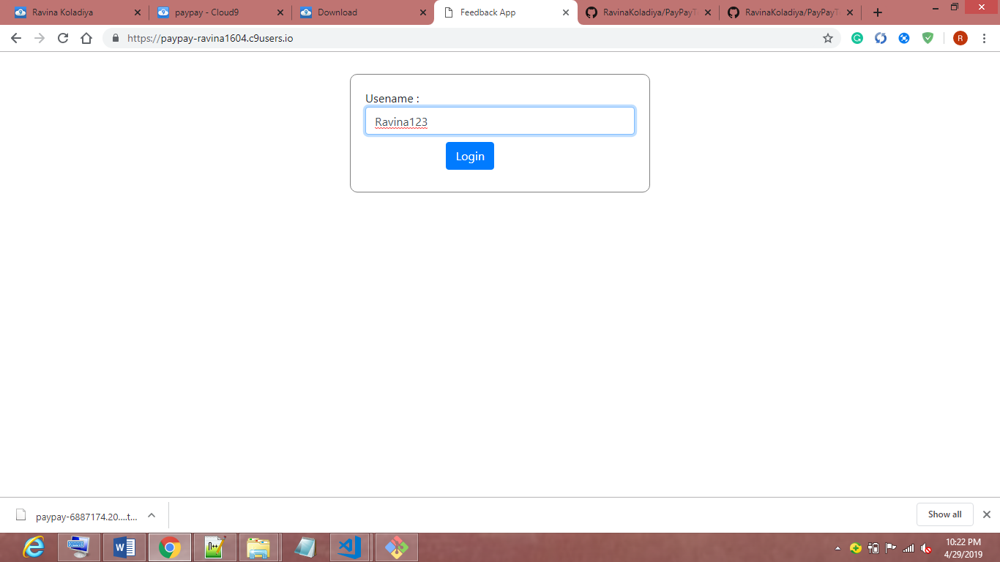 Ravina Koladiya
paypay - Cloud9
Download
Feedback App
RavinaKoladiya/PayPayT
RavinaKoladiya/PayPayT
https://paypay-ravina1604.c9users.io
R
Usename :
Ravina123
Login
paypay-6887174.20....t...
Show all
10:22 PM
4/29/2019